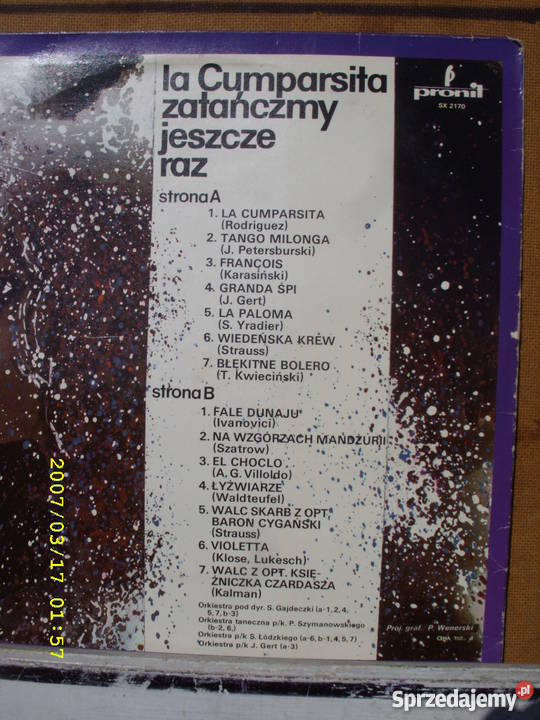 la Cumparsita
zatańczmy
jeszcze
raz
pronit
SX 2170
strona A
1. LA CUMPARSITA
(Rodriguez)
2. TANGO MILONGA
(J. Petersburski)
3. FRANÇOIS
(Karasiński)
4. GRANDA ŚPI
(J. Gert)
5. LA PALOMA
(S. Yradier)
6. WIEDEŃSKA KREW
(Strauss)
7. BŁĘKITNE BOLERO
(T. Kwieciński)
strona B
1. FALE DUNAJU
(Ivanovici)
2. NA WZGÓRZACH MANDŻURII
(Szatrow)
3. EL CHOCLO
(A. G. Villoldo)
4. ŁYŻWIARZE
(Waldteufel)
5. WALC SKARB Z OPT.
BARON CYGAŃSKI
(Strauss)
6. VIOLETTA
(Klose, Lukesch)
7. WALC Z OPT. KSIĘ-
ŻNICZKA CZARDASZA
(Kalman)
Orkiestra pod dyr. S. Gajdeczki (a-1,2,4,
5,7, b-3)
Orkiestra taneczna p/k. P. Szymanowskiego
(b-2,6,)
Orkiestra p/k S. Łódzkiego (a-6, b-1,4,5,7)
Orkiestra p/k J. Gert (a-3)
Proj. graf.: P. Wenerski
2007/03/17 01:57
Sprzedajemy.pl